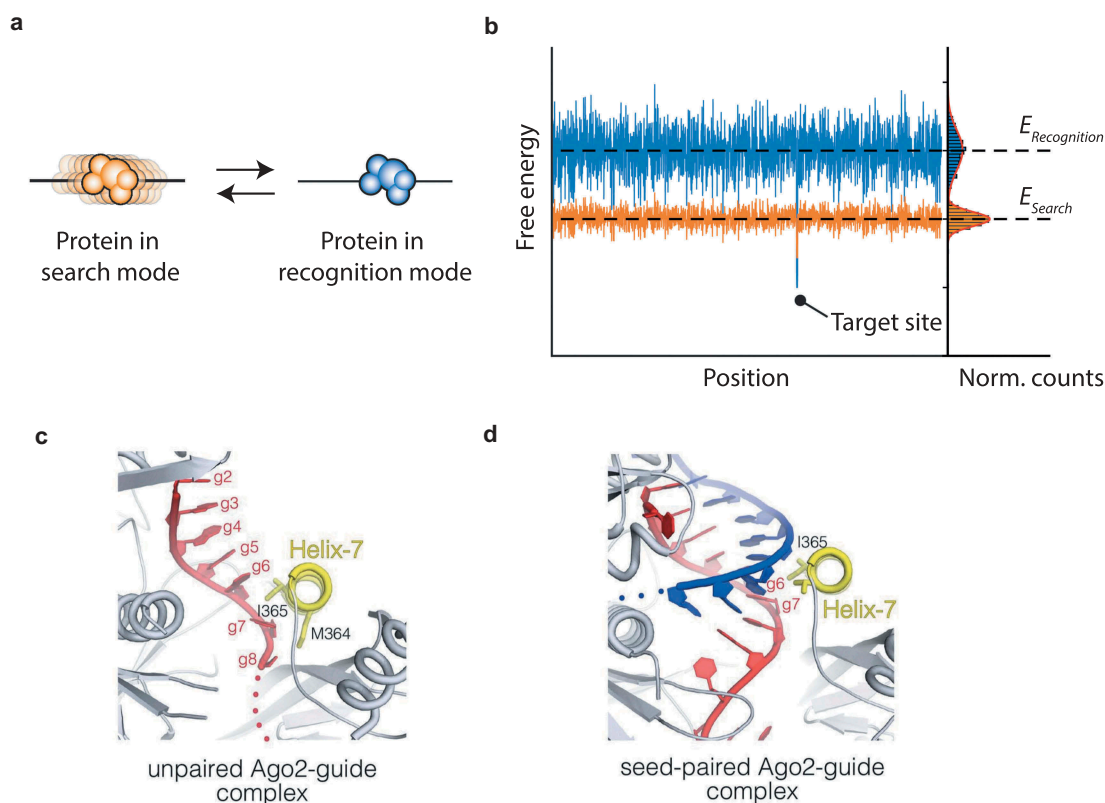 a
Protein in
search mode
Protein in
recognition mode
b
Free energy
E Recognition
E Search
Target site
Position
Norm. counts
c
g2
g3
g4
g5
g6
Helix-7
I365
g7
M364
g8
unpaired Ago2-guide
complex
d
I365
g6
g7
Helix-7
seed-paired Ago2-guide
complex